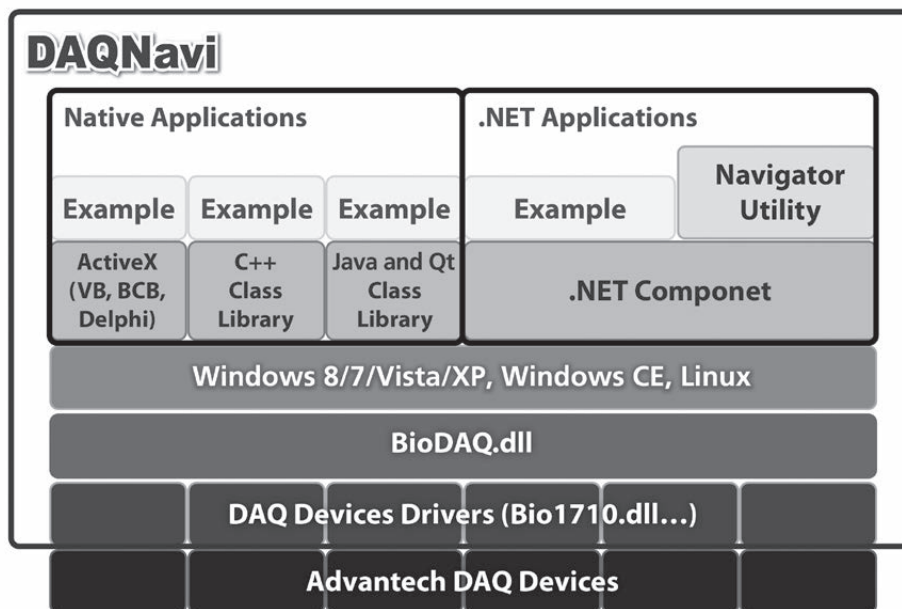 DAQNavi
Native Applications
.NET Applications
Example
Example
Example
Example
Navigator
Utility
ActiveX
(VB, BCB,
Delphi)
C++
Class
Library
Java and Qt
Class
Library
.NET Componet
Windows 8/7/Vista/XP, Windows CE, Linux
BioDAQ.dll
DAQ Devices Drivers (Bio1710.dll...)
Advantech DAQ Devices